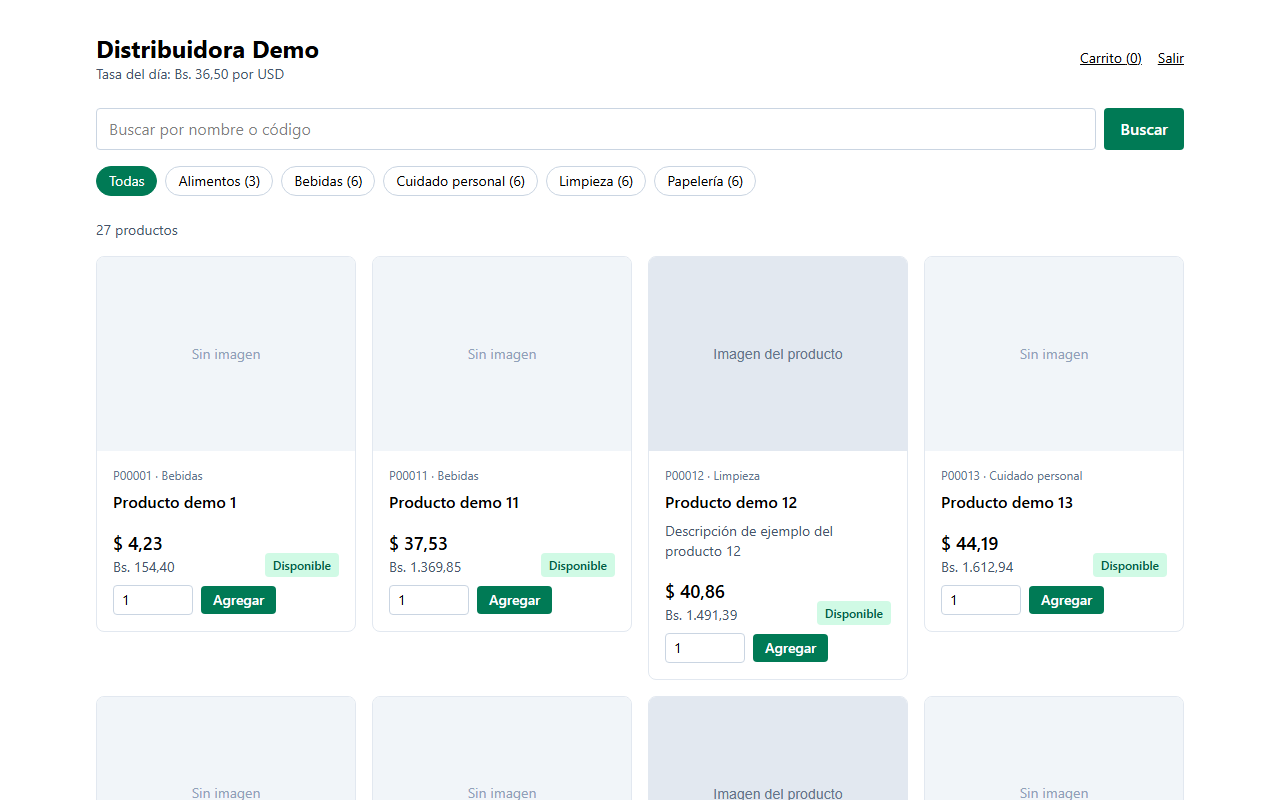 Distribuidora Demo
Tasa del día: Bs. 36,50 por USD
Carrito (0) Salir
Buscar por nombre o código
Buscar
Todas Alimentos (3) Bebidas (6) Cuidado personal (6) Limpieza (6) Papelería (6)
27 productos
Sin imagen
P00001 · Bebidas
Producto demo 1
$ 4,23
Bs. 154,40
Disponible
1 Agregar
Sin imagen
P00011 · Bebidas
Producto demo 11
$ 37,53
Bs. 1.369,85
Disponible
1 Agregar
Imagen del producto
P00012 · Limpieza
Producto demo 12
Descripción de ejemplo del
producto 12
$ 40,86
Bs. 1.491,39
Disponible
1 Agregar
Sin imagen
P00013 · Cuidado personal
Producto demo 13
$ 44,19
Bs. 1.612,94
Disponible
1 Agregar
Sin imagen
Sin imagen
Imagen del producto
Sin imagen